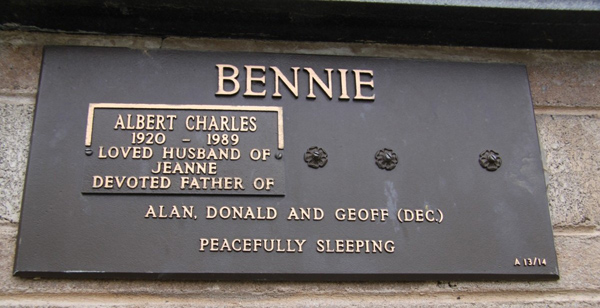 BENNIE
ALBERT CHARLES
1920 - 1989
LOVED HUSBAND OF
JEANNE
DEVOTED FATHER OF
ALAN, DONALD AND GEOFF (DEC.)
PEACEFULLY SLEEPING
A 13/14